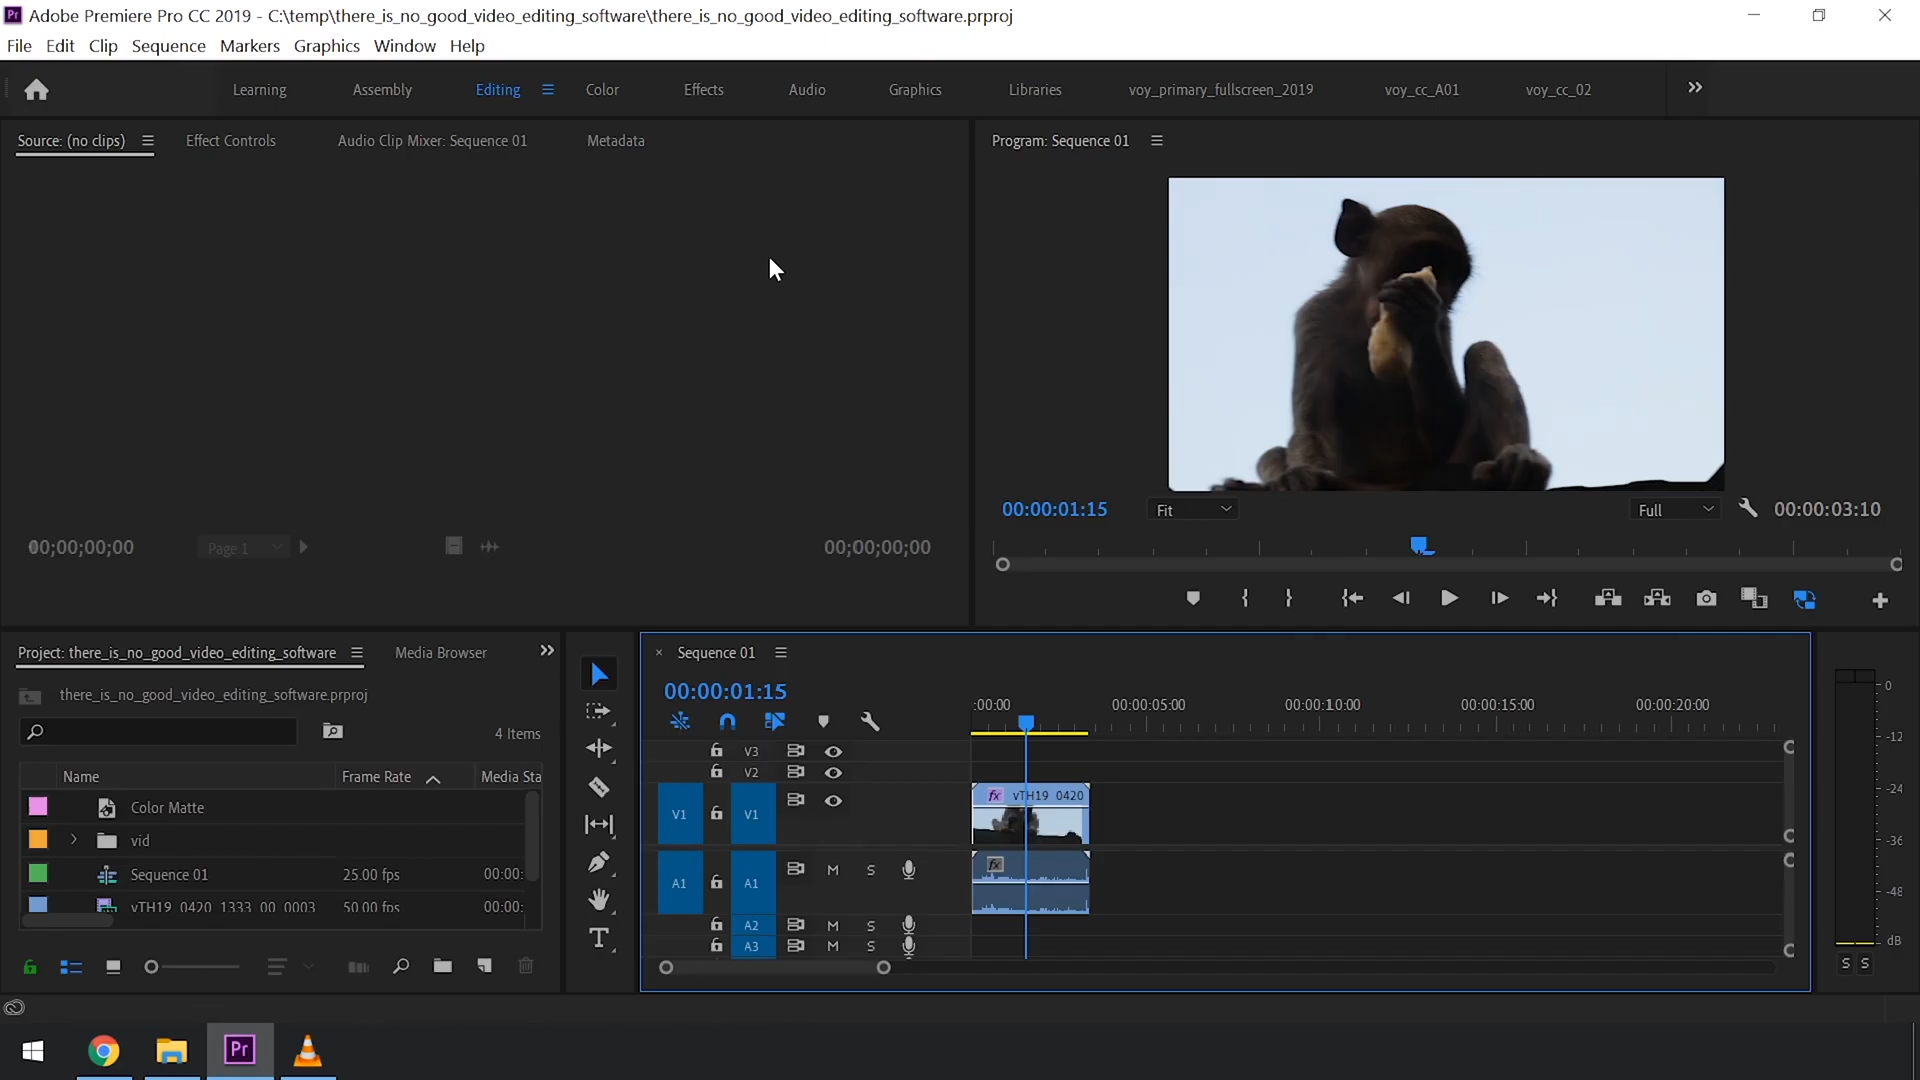 Pr Adobe Premiere Pro CC 2019 - C:\temp\there_is_no_good_video_editing_software\there_is_no_good_video_editing_software.prproj
File Edit Clip Sequence Markers Graphics Window Help
Learning Assembly Editing Color Effects Audio Graphics Libraries voy_primary_fullscreen_2019 voy_cc_A01 voy_cc_02
Source: (no clips) Effect Controls Audio Clip Mixer: Sequence 01 Metadata
Program: Sequence 01
00:00:01:15 Fit Full 00:00:03:10
00;00;00;00 Page 1 00;00;00;00
Project: there_is_no_good_video_editing_software Media Browser
there_is_no_good_video_editing_software.prproj
4 Items
Name Frame Rate Media Sta
Color Matte
vid
Sequence 01 25.00 fps 00:00:
vTH19_0420_1333_00_0003 50.00 fps 00:00:
Sequence 01
00:00:01:15
:00:00 00:00:05:00 00:00:10:00 00:00:15:00 00:00:20:00
V3
V2
V1 V1
fx vTH19_0420
A1 A1 M S
fx
A2 M S
A3 M S
0
-12
-24
-36
-48
dB
S S
T
Pr